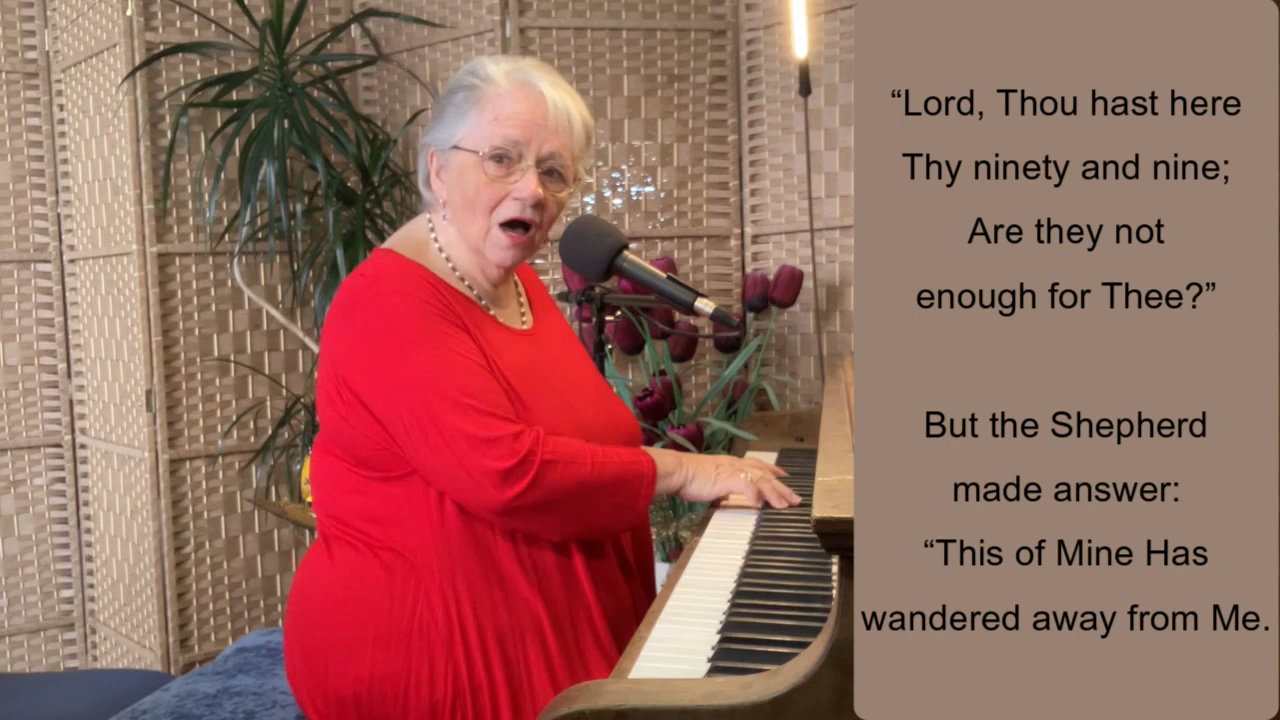 “Lord, Thou hast here
Thy ninety and nine;
Are they not
enough for Thee?”
But the Shepherd
made answer:
“This of Mine Has
wandered away from Me.